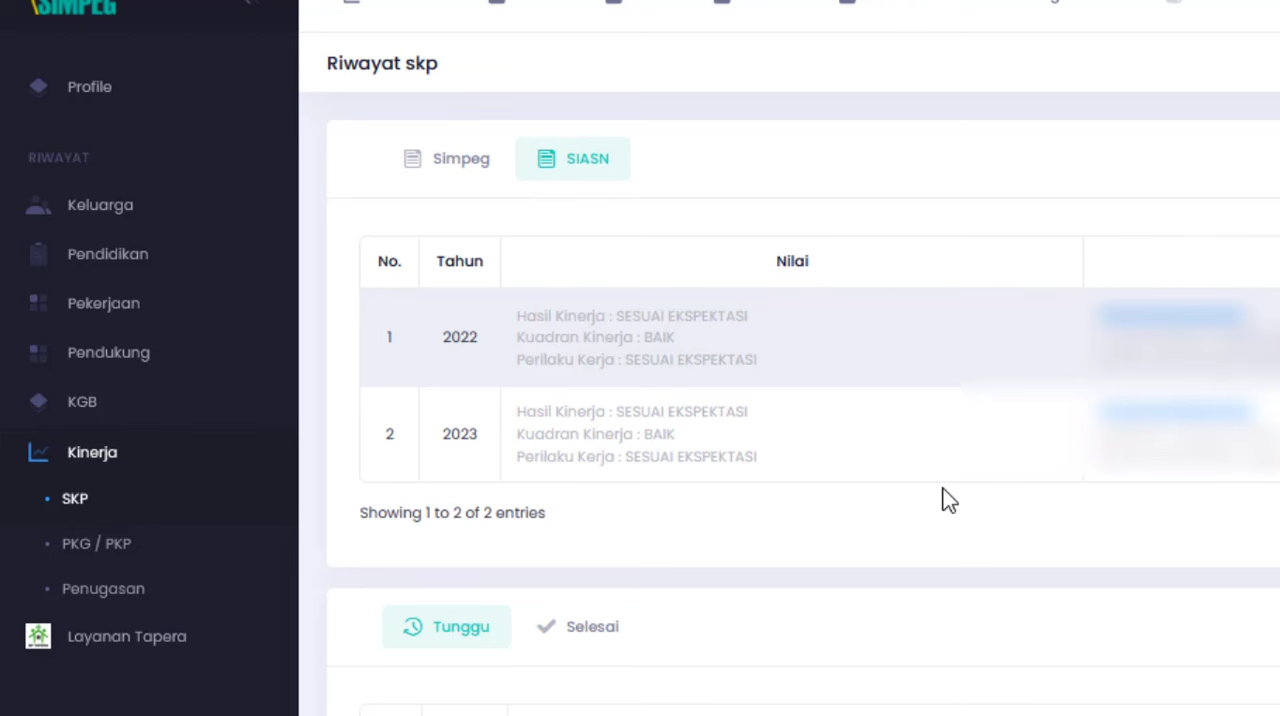 SIMPEG
Profile
RIWAYAT
Keluarga
Pendidikan
Pekerjaan
Pendukung
KGB
Kinerja
SKP
PKG / PKP
Penugasan
Layanan Tapera
Riwayat skp
Simpeg
SIASN
No. Tahun Nilai
1 2022 Hasil Kinerja : SESUAI EKSPEKTASI
Kuadran Kinerja : BAIK
Perilaku Kerja : SESUAI EKSPEKTASI
2 2023 Hasil Kinerja : SESUAI EKSPEKTASI
Kuadran Kinerja : BAIK
Perilaku Kerja : SESUAI EKSPEKTASI
Showing 1 to 2 of 2 entries
Tunggu
Selesai